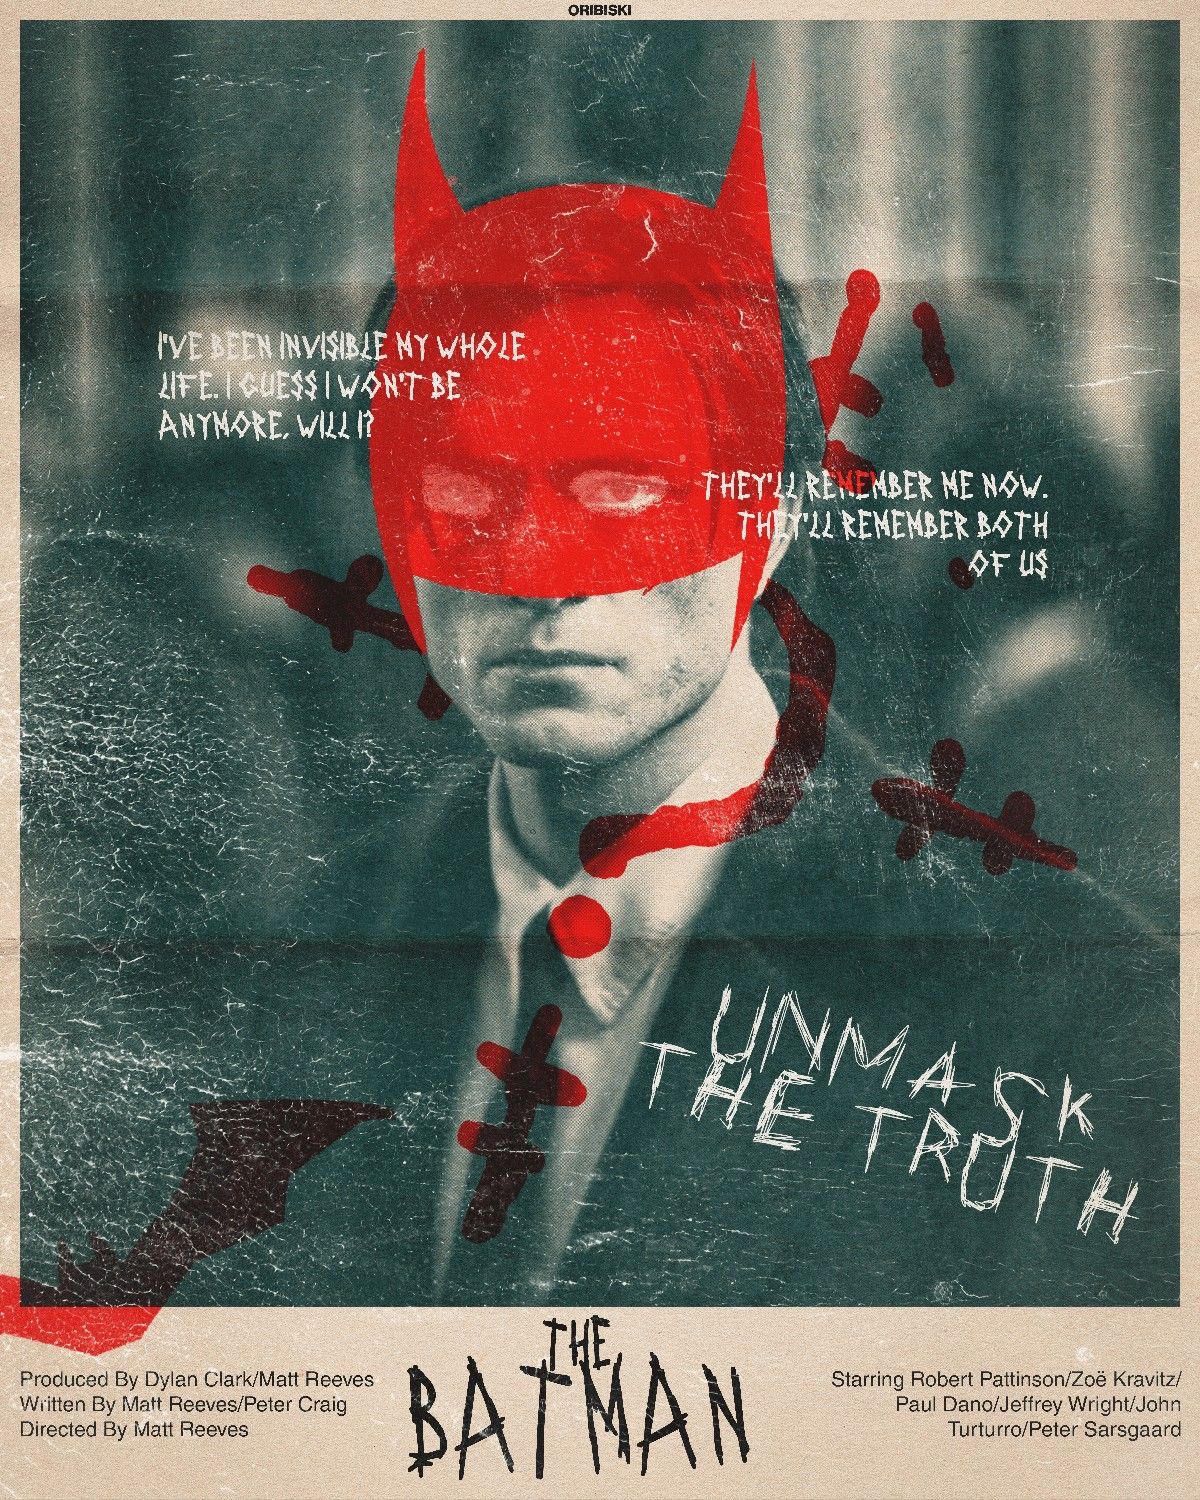 ORIBISKI
I'VE BEEN INVISIBLE MY WHOLE
LIFE. I GUE$$ I WON'T BE
ANYMORE, WILL I?
THEY'LL REMEMBER ME NOW.
THEY'LL REMEMBER BOTH
OF U$
UNMASK
THE TRUTH
THE
BATMAN
Produced By Dylan Clark/Matt Reeves
Written By Matt Reeves/Peter Craig
Directed By Matt Reeves
Starring Robert Pattinson/Zoë Kravitz/
Paul Dano/Jeffrey Wright/John
Turturro/Peter Sarsgaard